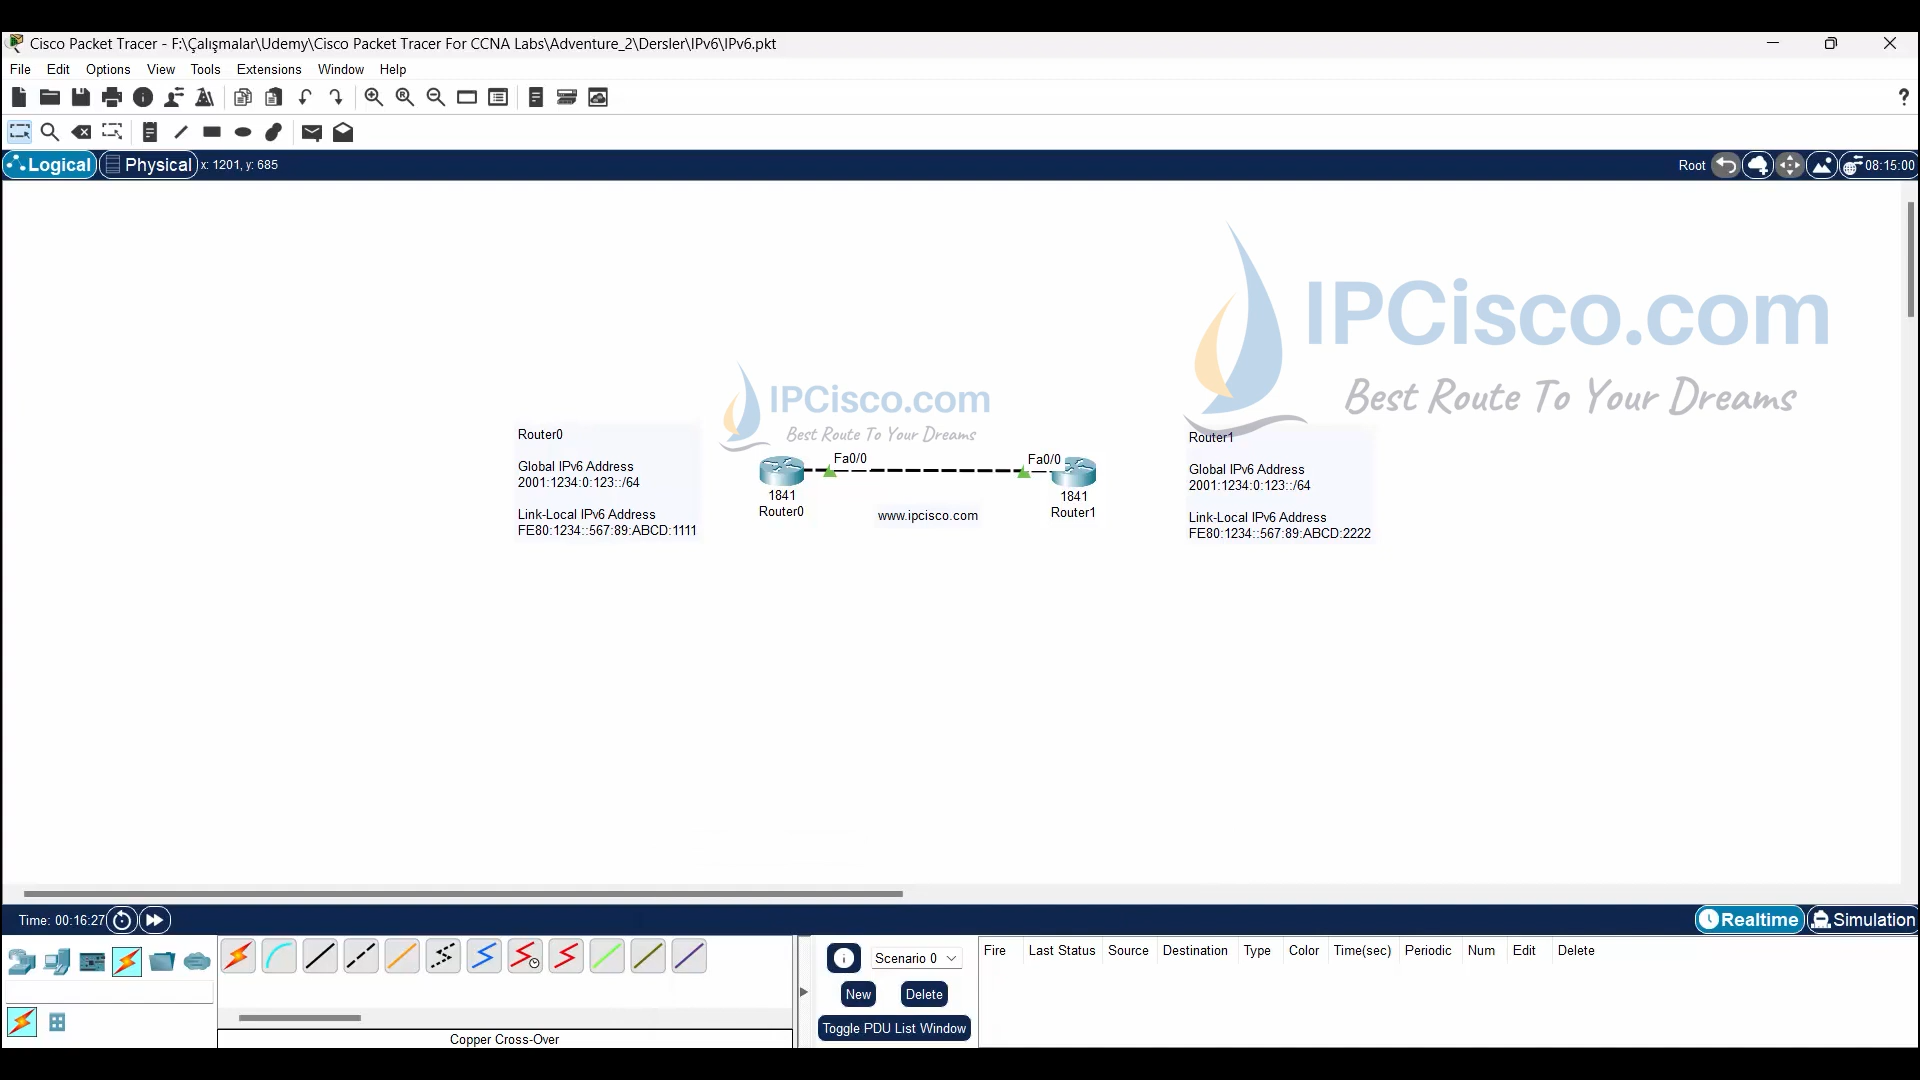 Cisco Packet Tracer - F:\Çalışmalar\Udemy\Cisco Packet Tracer For CCNA Labs\Adventure_2\Dersler\IPv6\IPv6.pkt
File Edit Options View Tools Extensions Window Help
?
Logical Physical x: 1201, y: 685 Root 08:15:00
IPCisco.com
Best Route To Your Dreams
IPCisco.com
Best Route To Your Dreams
Router0
Global IPv6 Address
2001:1234:0:123::/64
Link-Local IPv6 Address
FE80:1234::567:89:ABCD:1111
Fa0/0 Fa0/0
1841
Router0
www.ipcisco.com
1841
Router1
Router1
Global IPv6 Address
2001:1234:0:123::/64
Link-Local IPv6 Address
FE80:1234::567:89:ABCD:2222
Time: 00:16:27 Realtime Simulation
Scenario 0
New Delete
Toggle PDU List Window
Fire Last Status Source Destination Type Color Time(sec) Periodic Num Edit Delete
Copper Cross-Over